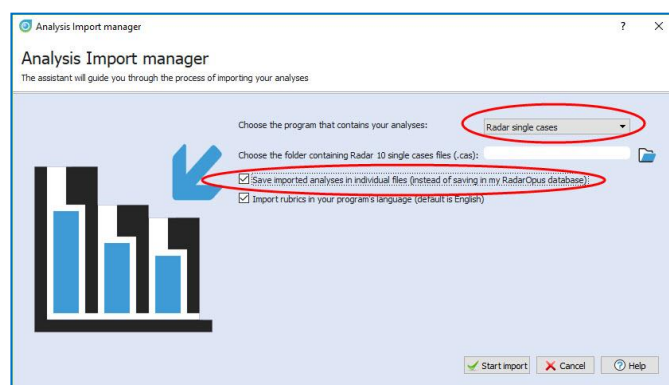 Analysis Import manager
Analysis Import manager
The assistant will guide you through the process of importing your analyses
Choose the program that contains your analyses: Radar single cases
Choose the folder containing Radar 10 single cases files (.cas):
Save imported analyses in individual files (instead of saving in my RadarOpus database)
Import rubrics in your program's language (default is English)
Start import Cancel Help